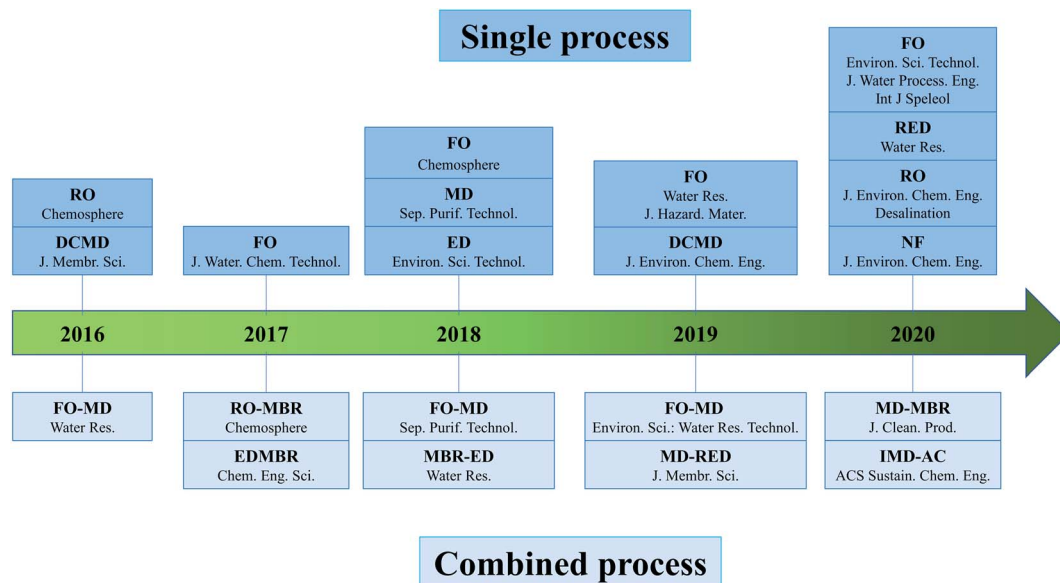 Single process
RO
Chemosphere
DCMD
J. Membr. Sci.
FO
J. Water. Chem. Technol.
FO
Chemosphere
MD
Sep. Purif. Technol.
ED
Environ. Sci. Technol.
FO
Water Res.
J. Hazard. Mater.
DCMD
J. Environ. Chem. Eng.
FO
Environ. Sci. Technol.
J. Water Process. Eng.
Int J Speleol
RED
Water Res.
RO
J. Environ. Chem. Eng.
Desalination
NF
J. Environ. Chem. Eng.
2016
2017
2018
2019
2020
FO-MD
Water Res.
RO-MBR
Chemosphere
EDMBR
Chem. Eng. Sci.
FO-MD
Sep. Purif. Technol.
MBR-ED
Water Res.
FO-MD
Environ. Sci.: Water Res. Technol.
MD-RED
J. Membr. Sci.
MD-MBR
J. Clean. Prod.
IMD-AC
ACS Sustain. Chem. Eng.
Combined process